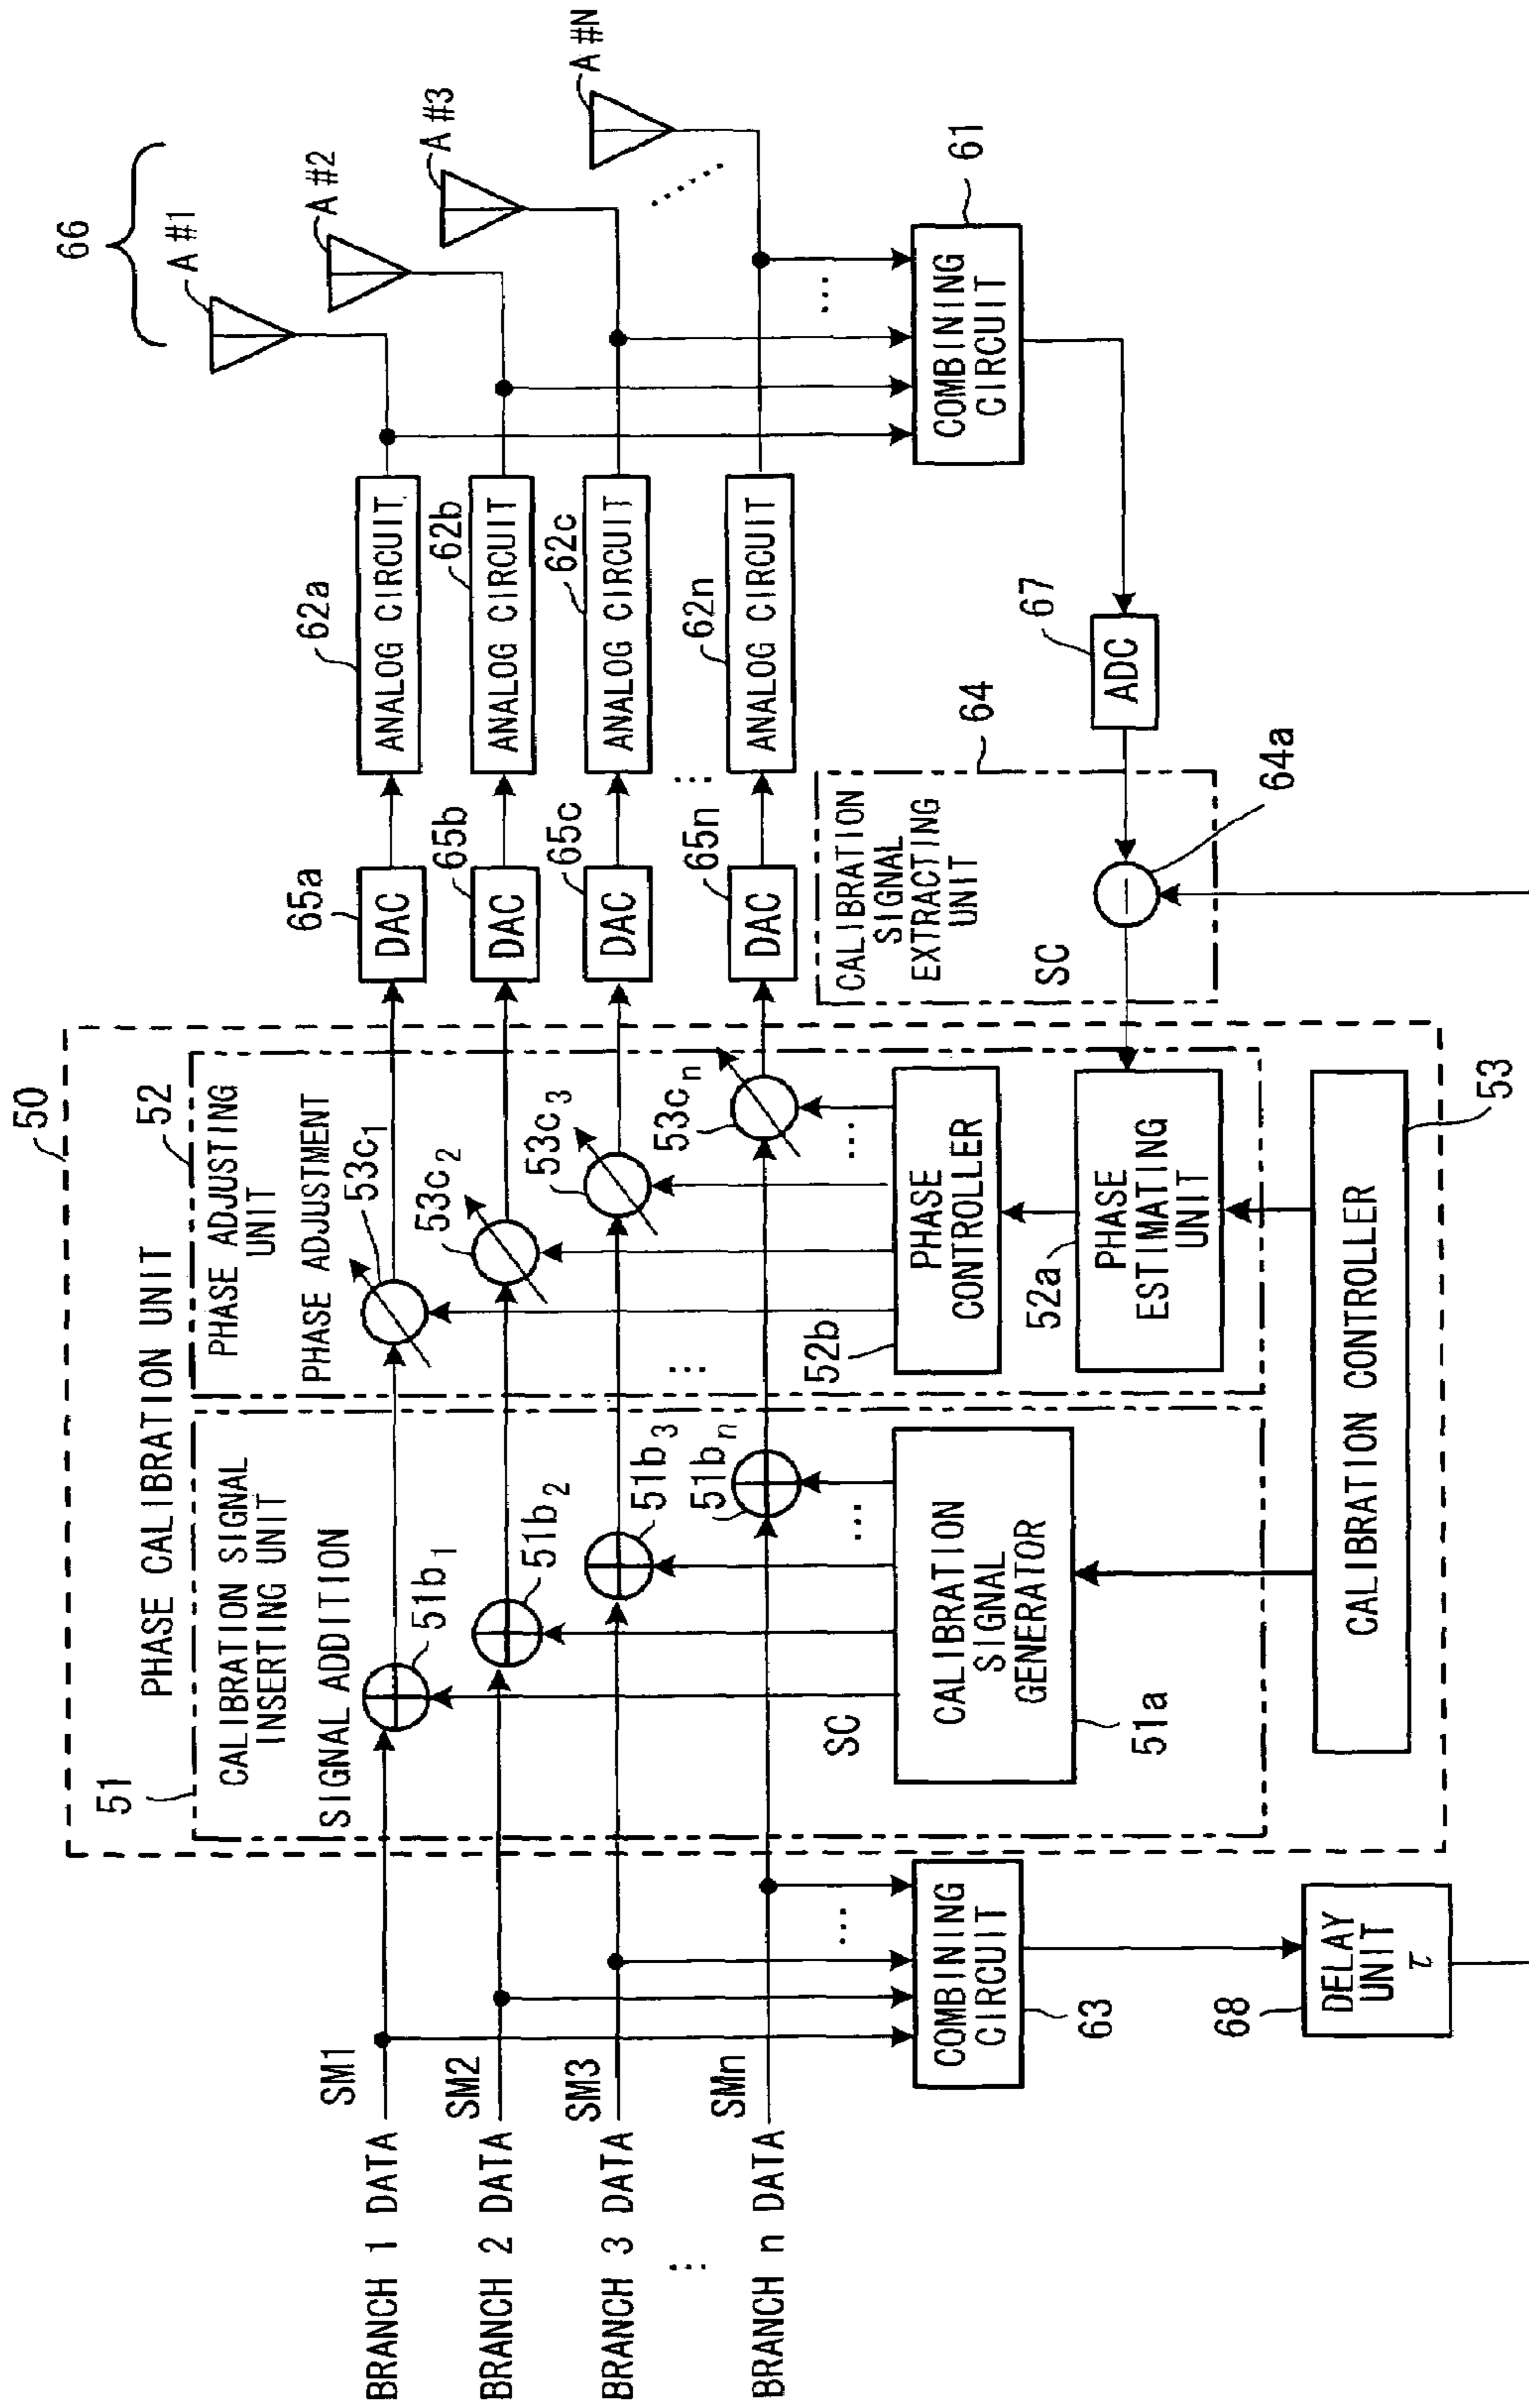 66
A #1
A #2
A #3
A #N
50
PHASE CALIBRATION UNIT
51
CALIBRATION SIGNAL
INSERTING UNIT
SIGNAL ADDITION
52
PHASE ADJUSTING
UNIT
PHASE ADJUSTMENT
BRANCH 1 DATA
SM1
51b1
53c1
65a
DAC
62a
ANALOG CIRCUIT
BRANCH 2 DATA
SM2
51b2
53c2
65b
DAC
62b
ANALOG CIRCUIT
BRANCH 3 DATA
SM3
51b3
53c3
65c
DAC
62c
ANALOG CIRCUIT
BRANCH n DATA
SMn
51bn
53cn
65n
DAC
62n
ANALOG CIRCUIT
COMBINING
CIRCUIT
63
SC
CALIBRATION
SIGNAL
GENERATOR
51a
52b
PHASE
CONTROLLER
52a
PHASE
ESTIMATING
UNIT
CALIBRATION
SIGNAL
EXTRACTING
UNIT
64
SC
64a
67
ADC
COMBINING
CIRCUIT
61
68
DELAY
UNIT
τ
CALIBRATION CONTROLLER
53